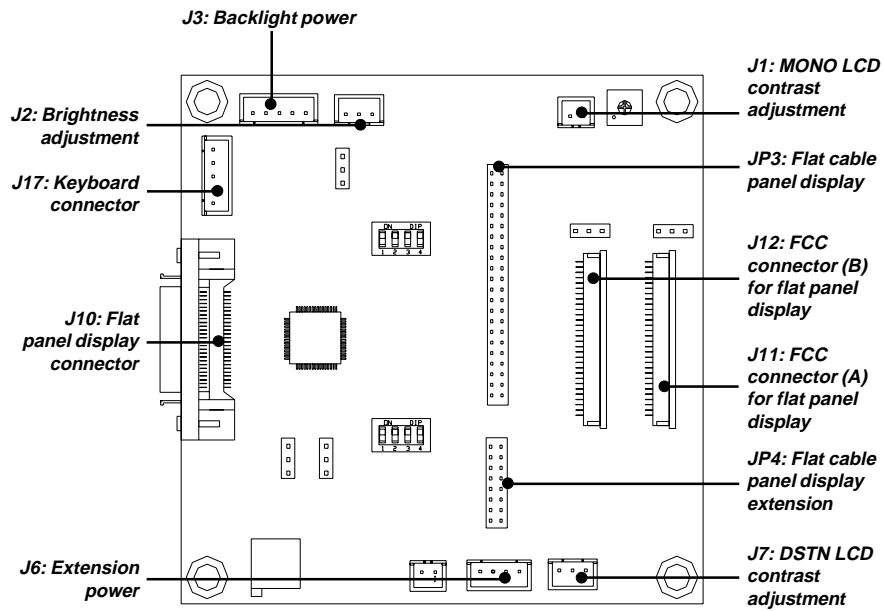 J3: Backlight power
J2: Brightness
adjustment
J17: Keyboard
connector
J10: Flat
panel display
connector
J6: Extension
power
J1: MONO LCD
contrast
adjustment
JP3: Flat cable
panel display
J12: FCC
connector (B)
for flat panel
display
J11: FCC
connector (A)
for flat panel
display
JP4: Flat cable
panel display
extension
J7: DSTN LCD
contrast
adjustment
ON DIP
1 2 3 4
ON DIP
1 2 3 4